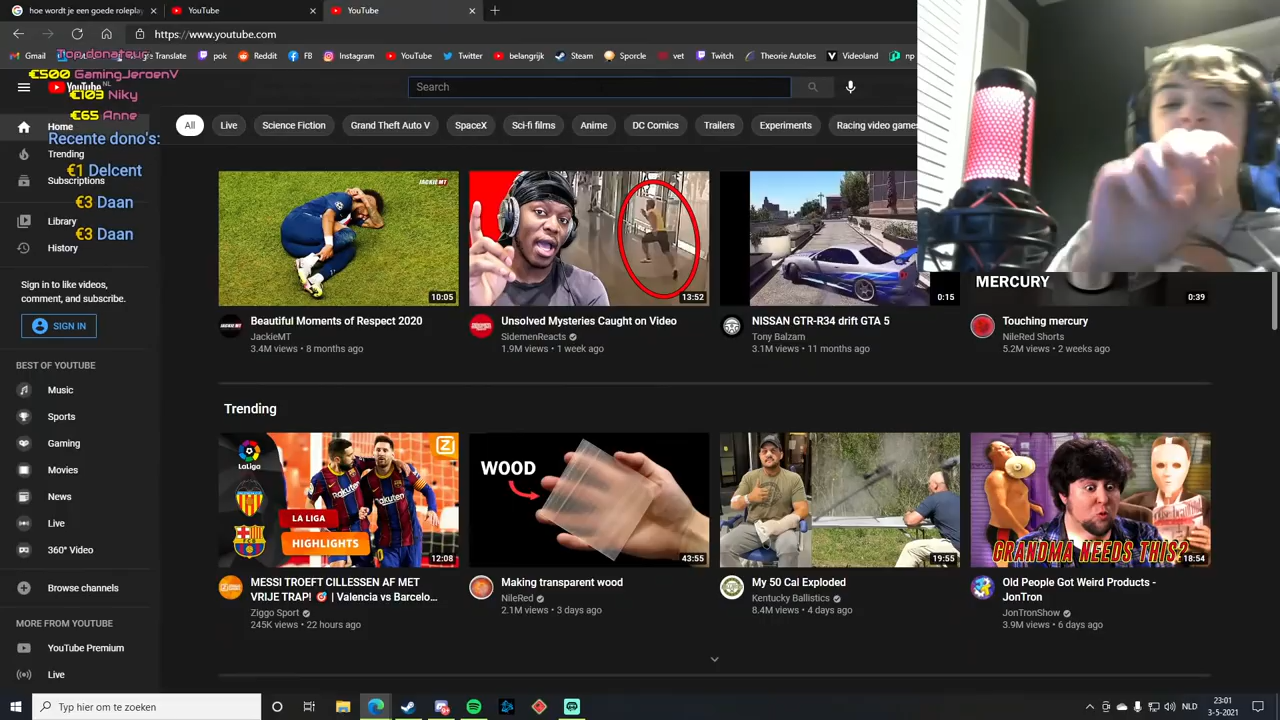 hoe wordt je een goede roleplay
YouTube
YouTube
https://www.youtube.com
Gmail
Translate
Reddit
FB
Instagram
YouTube
Twitter
belangrijk
Steam
Sporcle
vet
Twitch
Theorie Autoles
Videoland
Top donateurs
€500 GamingJeroenV
€103 Niky
€65 Anne
Recente dono's:
€1 Delcent
€3 Daan
€3 Daan
YouTube NL
Search
Home
Trending
Subscriptions
Library
History
Sign in to like videos,
comment, and subscribe.
SIGN IN
BEST OF YOUTUBE
Music
Sports
Gaming
Movies
News
Live
360° Video
Browse channels
MORE FROM YOUTUBE
YouTube Premium
Live
All
Live
Science Fiction
Grand Theft Auto V
SpaceX
Sci-fi films
Anime
DC Comics
Trailers
Experiments
Racing video games
JACKIEMT
10:05
Beautiful Moments of Respect 2020
JackieMT
3.4M views • 8 months ago
13:52
Unsolved Mysteries Caught on Video
SidemenReacts
1.9M views • 1 week ago
0:15
NISSAN GTR-R34 drift GTA 5
Tony Balzam
3.1M views • 11 months ago
MERCURY
0:39
Touching mercury
NileRed Shorts
5.2M views • 2 weeks ago
Trending
LaLiga
LA LIGA
HIGHLIGHTS
12:08
MESSI TROEFT CILLESSEN AF MET
VRIJE TRAP! 🎯 | Valencia vs Barcelo...
Ziggo Sport
245K views • 22 hours ago
WOOD
43:55
Making transparent wood
NileRed
2.1M views • 3 days ago
19:55
My 50 Cal Exploded
Kentucky Ballistics
8.4M views • 4 days ago
GRANDMA NEEDS THIS?
18:54
Old People Got Weird Products -
JonTron
JonTronShow
3.9M views • 6 days ago
Typ hier om te zoeken
NLD
23:01
3-5-2021